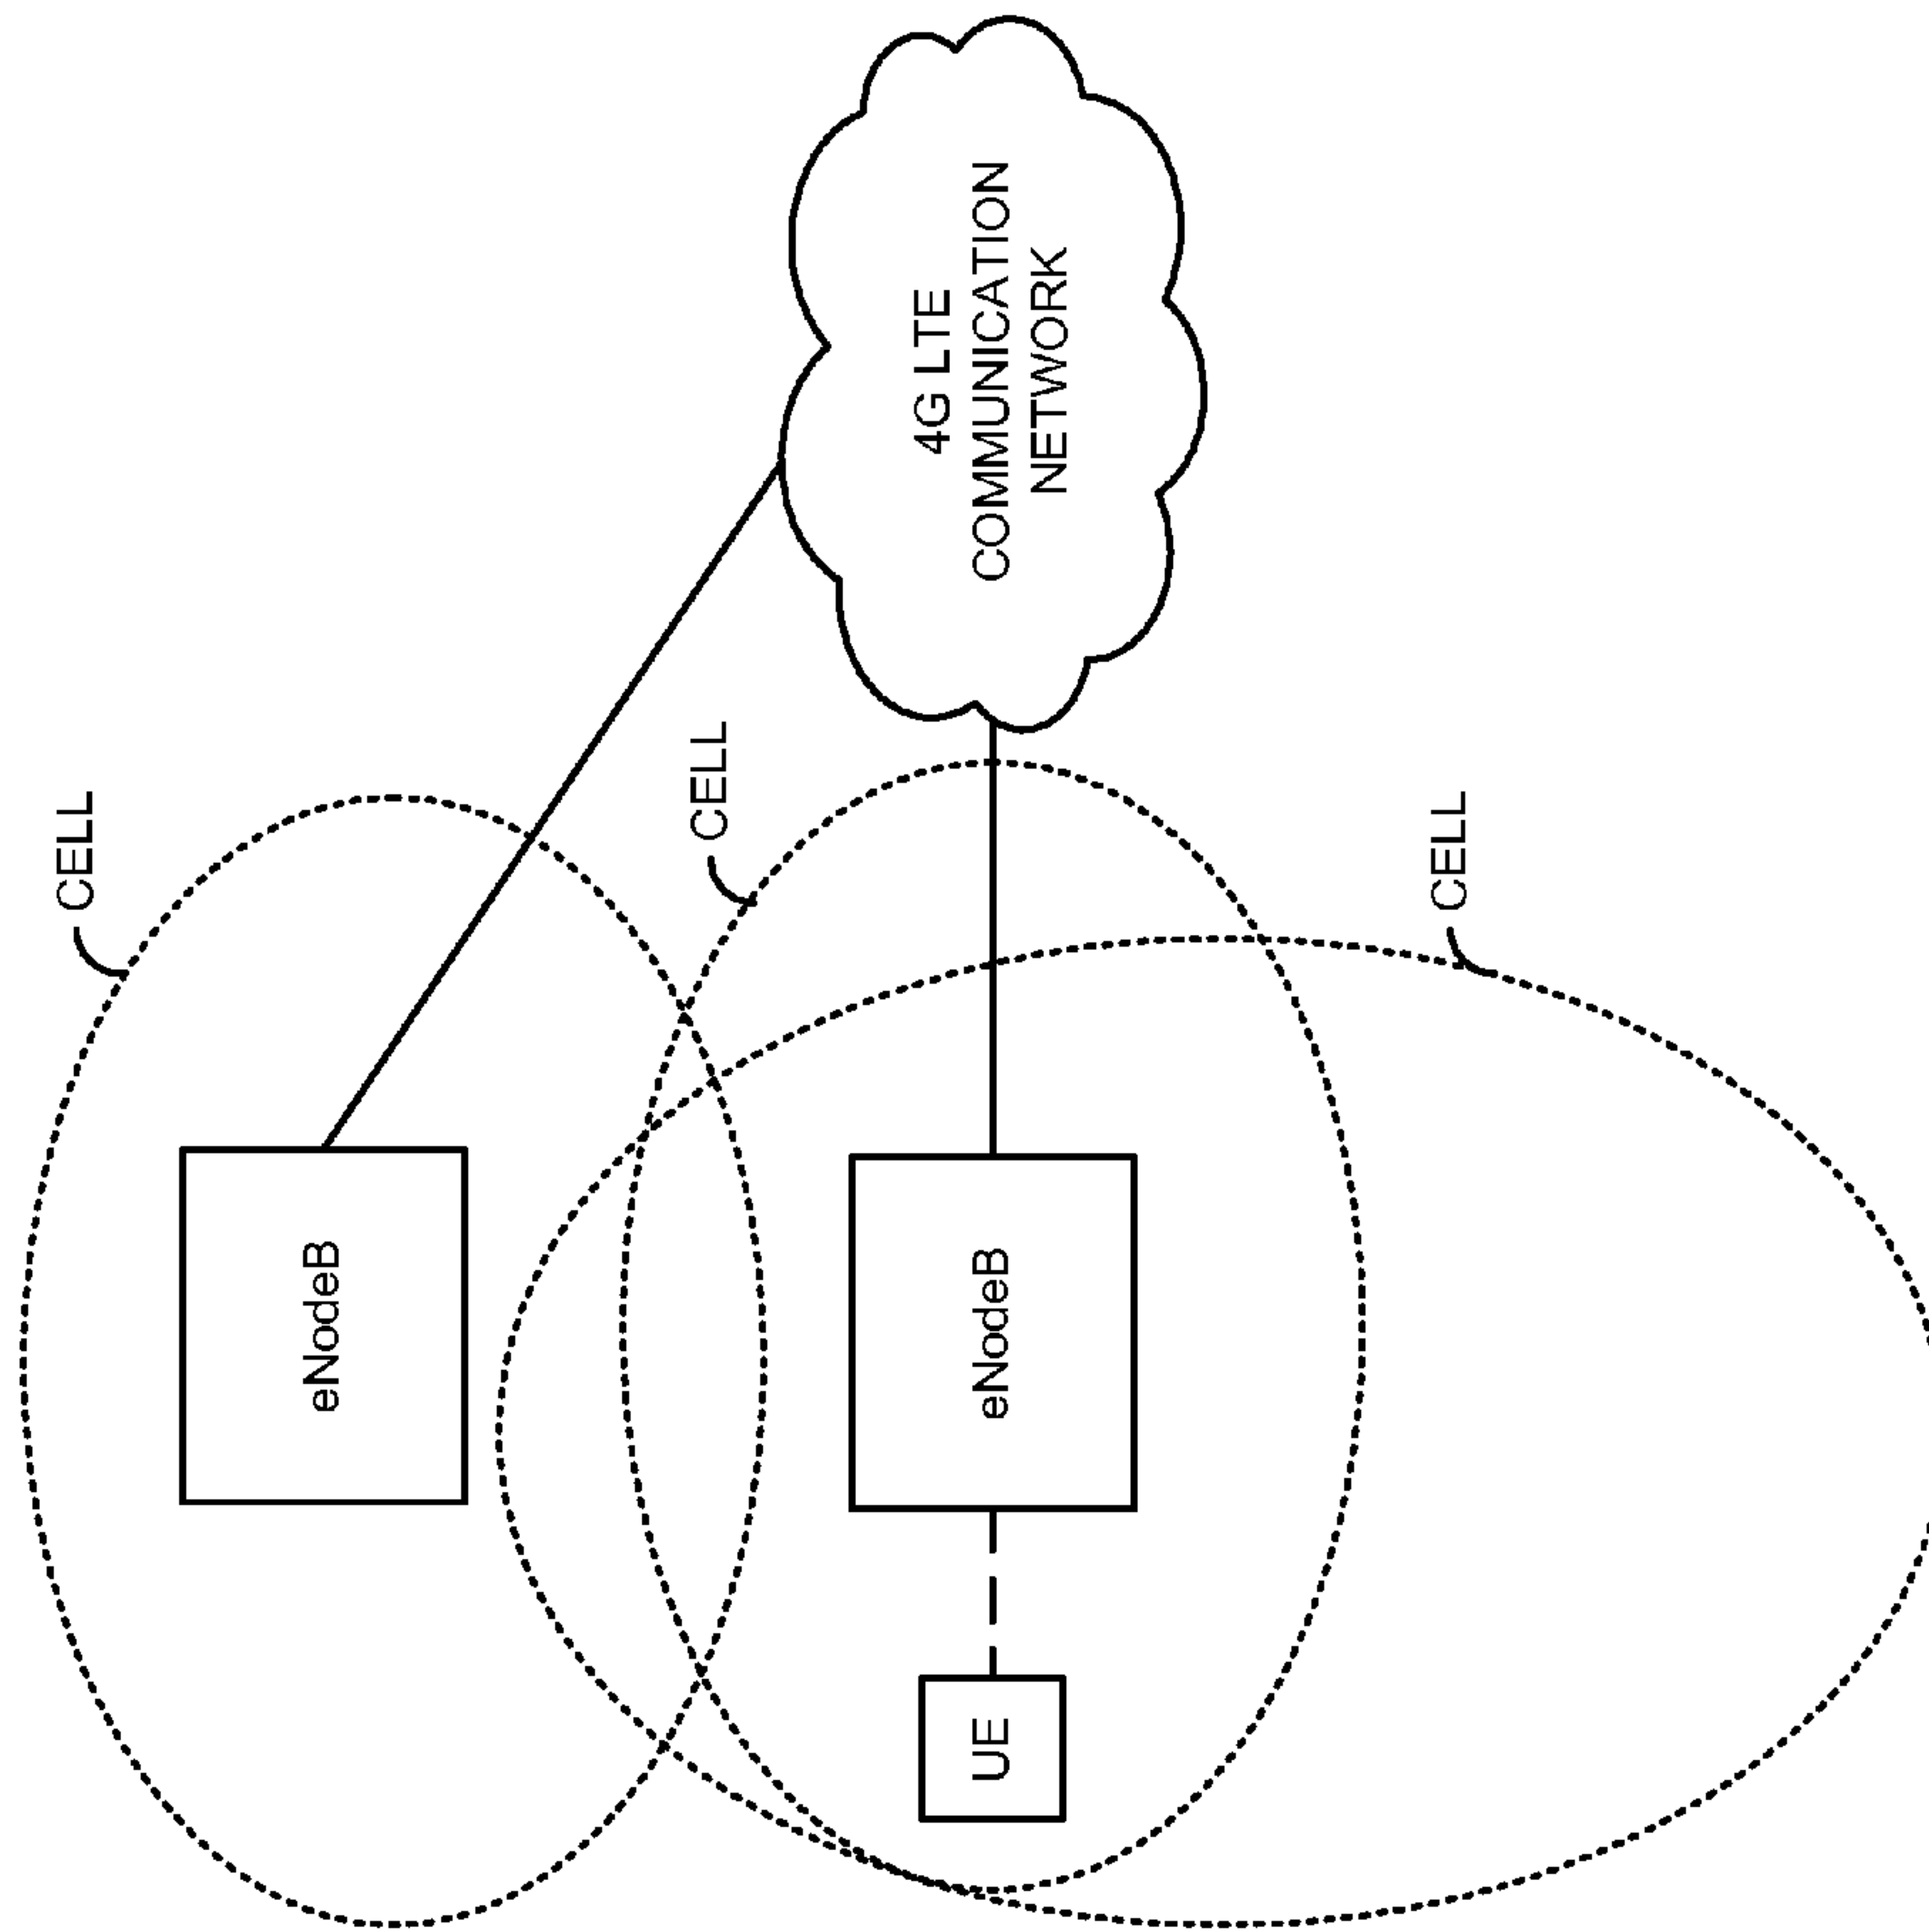 CELL
eNodeB
CELL
UE
eNodeB
4G LTE
COMMUNICATION
NETWORK
CELL